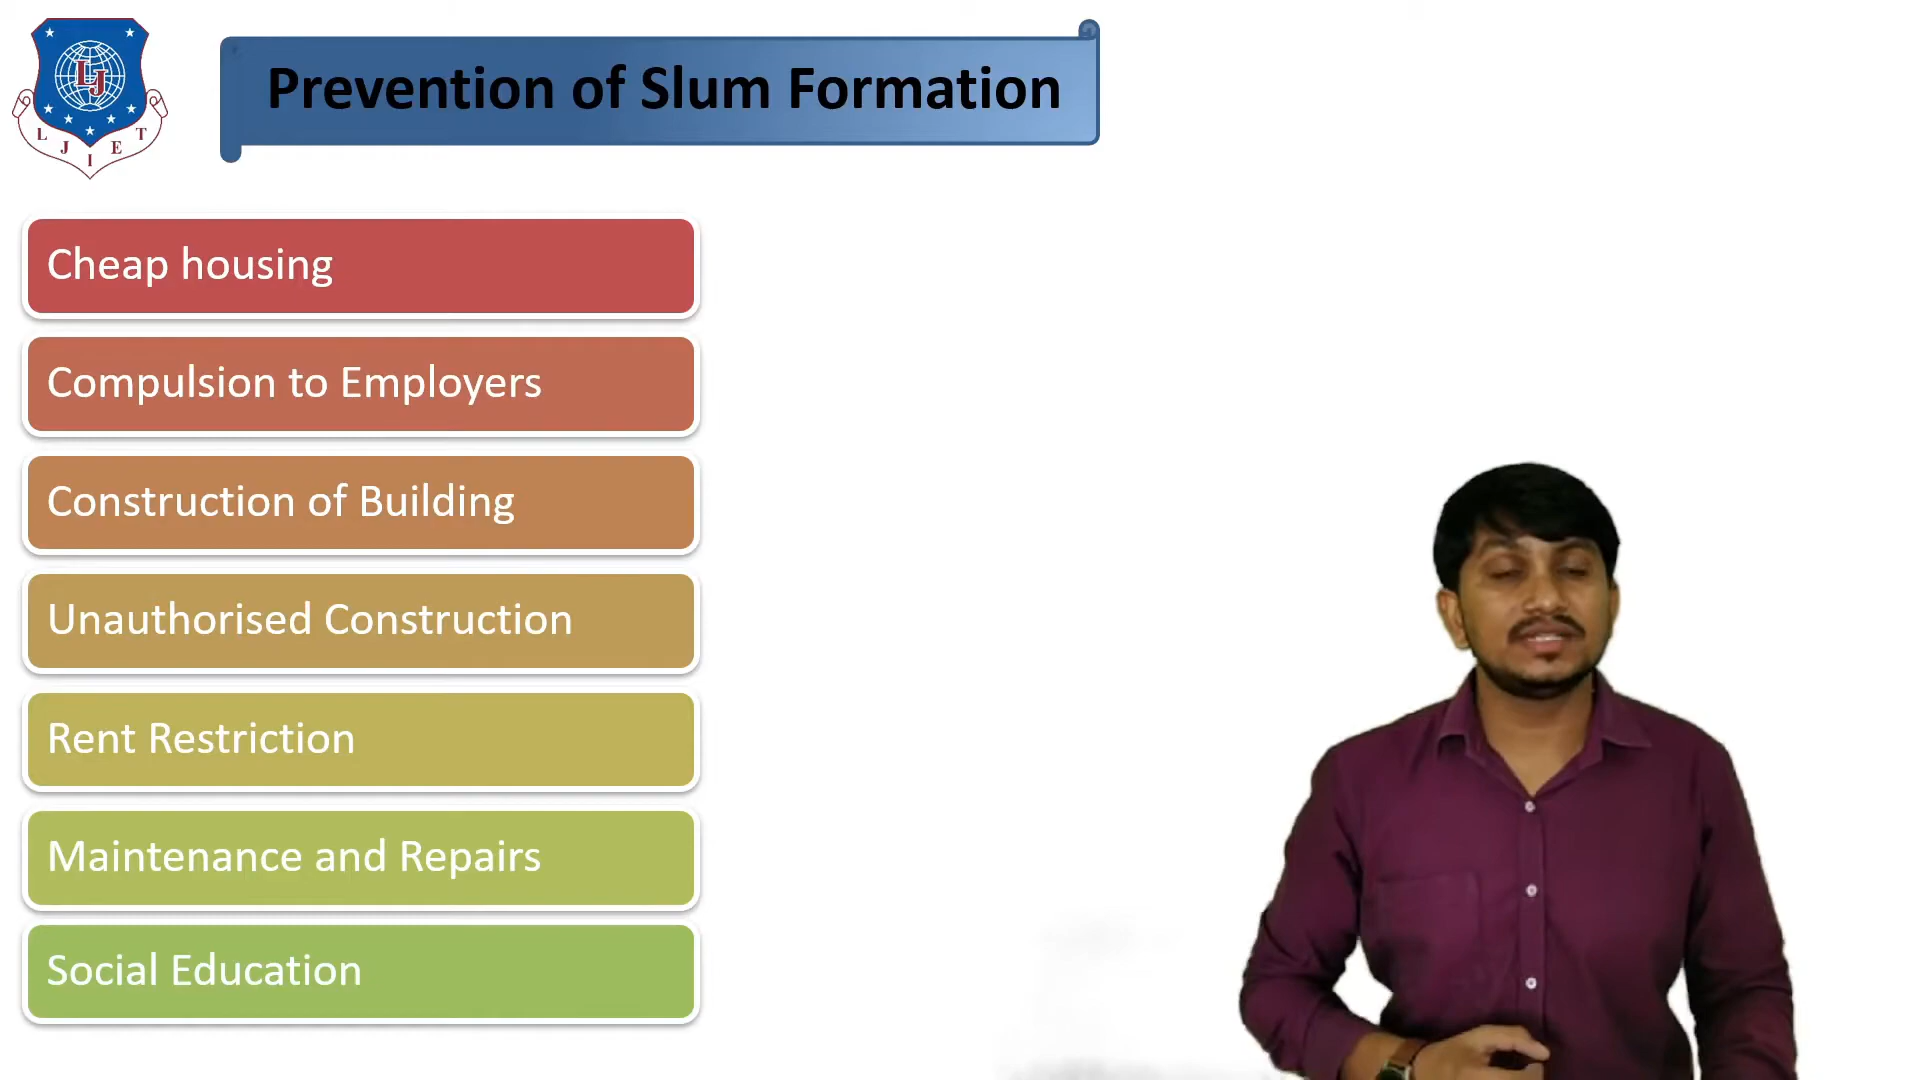 LJ
L J I E T
Prevention of Slum Formation
Cheap housing
Compulsion to Employers
Construction of Building
Unauthorised Construction
Rent Restriction
Maintenance and Repairs
Social Education